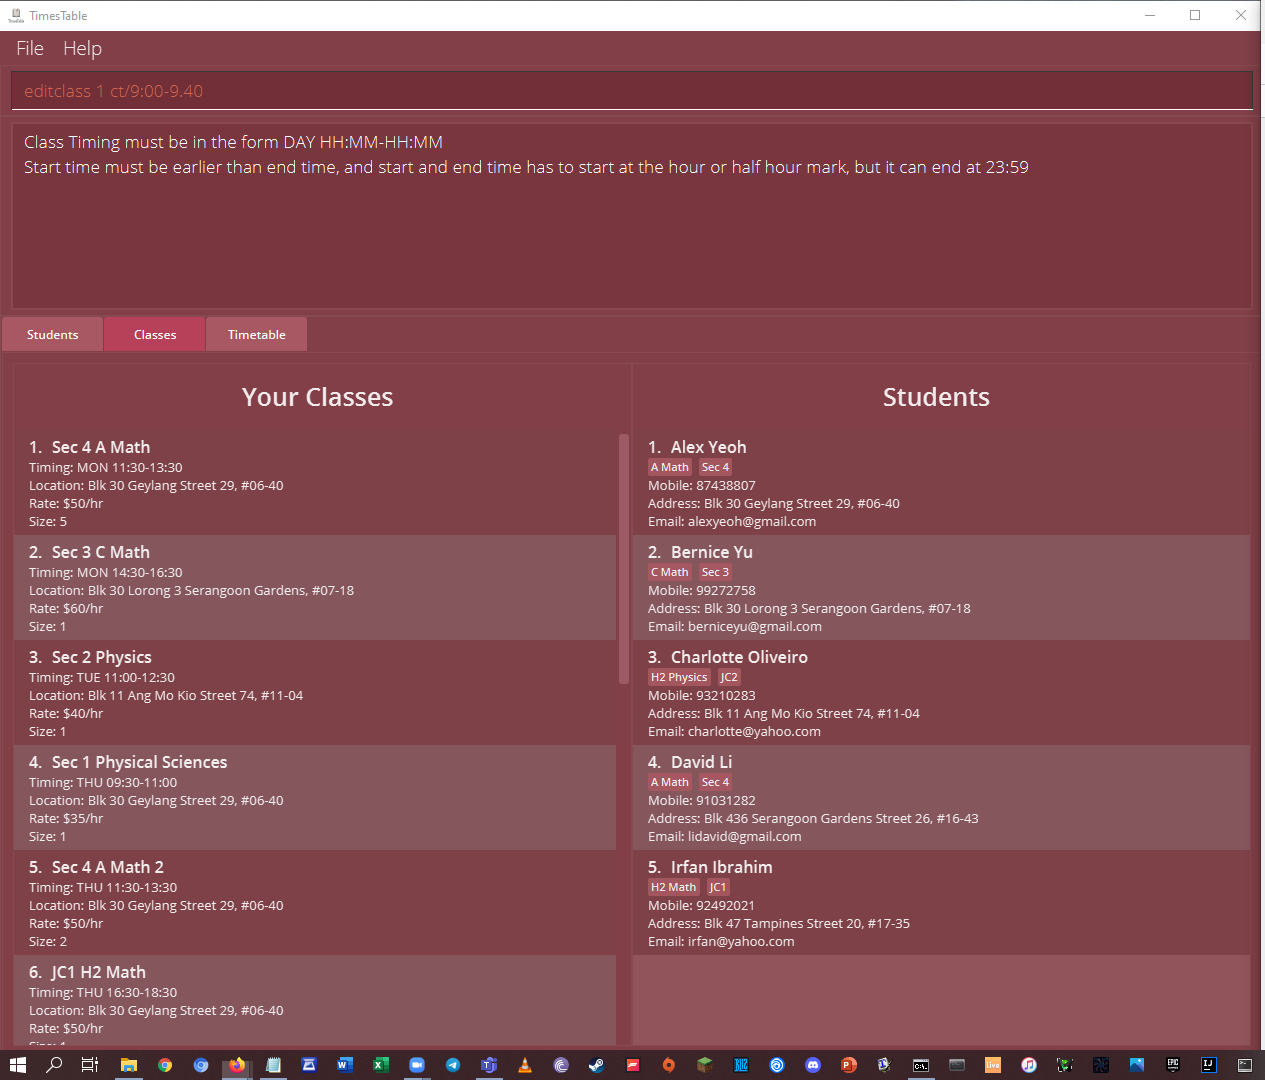 TimesTable
File Help
editclass 1 ct/9:00-9.40
Class Timing must be in the form DAY HH:MM-HH:MM
Start time must be earlier than end time, and start and end time has to start at the hour or half hour mark, but it can end at 23:59
Students Classes Timetable
Your Classes
1. Sec 4 A Math
Timing: MON 11:30-13:30
Location: Blk 30 Geylang Street 29, #06-40
Rate: $50/hr
Size: 5
2. Sec 3 C Math
Timing: MON 14:30-16:30
Location: Blk 30 Lorong 3 Serangoon Gardens, #07-18
Rate: $60/hr
Size: 1
3. Sec 2 Physics
Timing: TUE 11:00-12:30
Location: Blk 11 Ang Mo Kio Street 74, #11-04
Rate: $40/hr
Size: 1
4. Sec 1 Physical Sciences
Timing: THU 09:30-11:00
Location: Blk 30 Geylang Street 29, #06-40
Rate: $35/hr
Size: 1
5. Sec 4 A Math 2
Timing: THU 11:30-13:30
Location: Blk 30 Geylang Street 29, #06-40
Rate: $50/hr
Size: 2
6. JC1 H2 Math
Timing: THU 16:30-18:30
Location: Blk 30 Geylang Street 29, #06-40
Rate: $50/hr
Students
1. Alex Yeoh
A Math Sec 4
Mobile: 87438807
Address: Blk 30 Geylang Street 29, #06-40
Email: alexyeoh@gmail.com
2. Bernice Yu
C Math Sec 3
Mobile: 99272758
Address: Blk 30 Lorong 3 Serangoon Gardens, #07-18
Email: berniceyu@gmail.com
3. Charlotte Oliveiro
H2 Physics JC2
Mobile: 93210283
Address: Blk 11 Ang Mo Kio Street 74, #11-04
Email: charlotte@yahoo.com
4. David Li
A Math Sec 4
Mobile: 91031282
Address: Blk 436 Serangoon Gardens Street 26, #16-43
Email: lidavid@gmail.com
5. Irfan Ibrahim
H2 Math JC1
Mobile: 92492021
Address: Blk 47 Tampines Street 20, #17-35
Email: irfan@yahoo.com